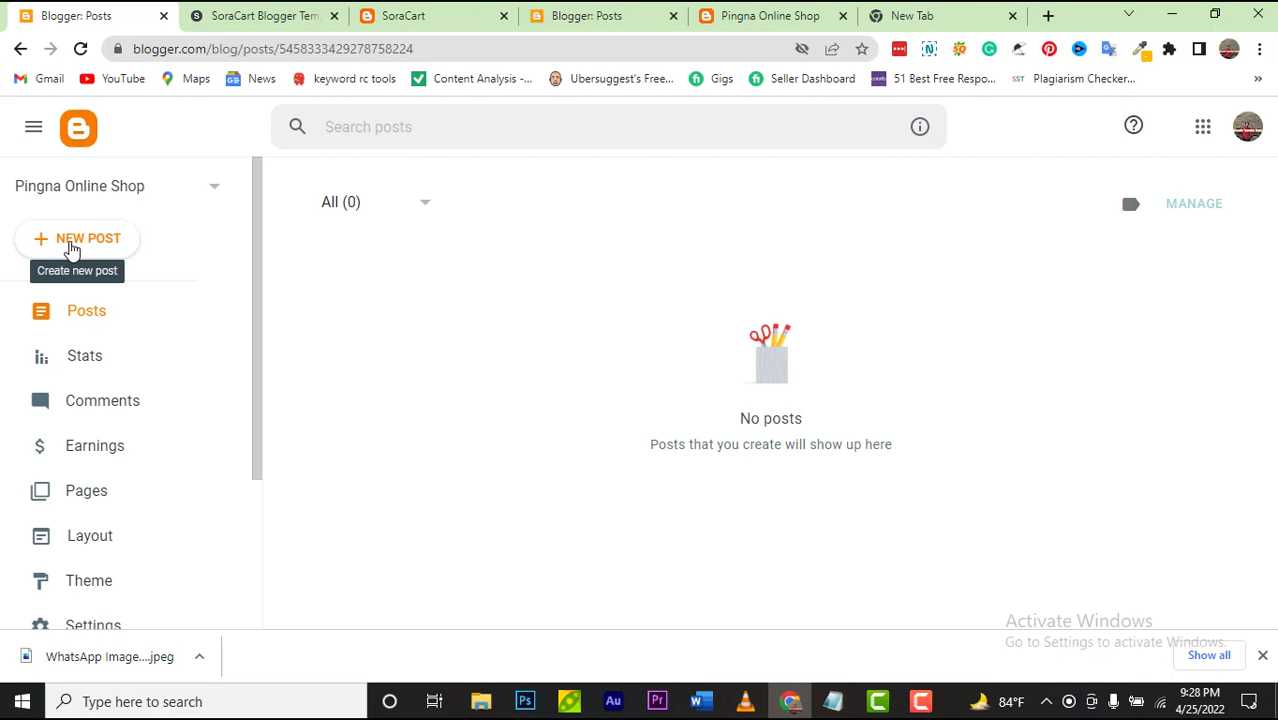 Blogger: Posts
SoraCart Blogger Tem
SoraCart
Blogger: Posts
Pingna Online Shop
New Tab
blogger.com/blog/posts/5458333429278758224
Gmail
YouTube
Maps
News
keyword rc tools
Content Analysis -...
Ubersuggest's Free...
Gigs
Seller Dashboard
51 Best Free Respo...
Plagiarism Checker...
Search posts
Pingna Online Shop
All (0)
MANAGE
NEW POST
Create new post
Posts
Stats
Comments
Earnings
Pages
Layout
Theme
Settings
No posts
Posts that you create will show up here
Activate Windows
Go to Settings to activate Windows.
WhatsApp Image....jpeg
Show all
Type here to search
84°F
9:28 PM
4/25/2022